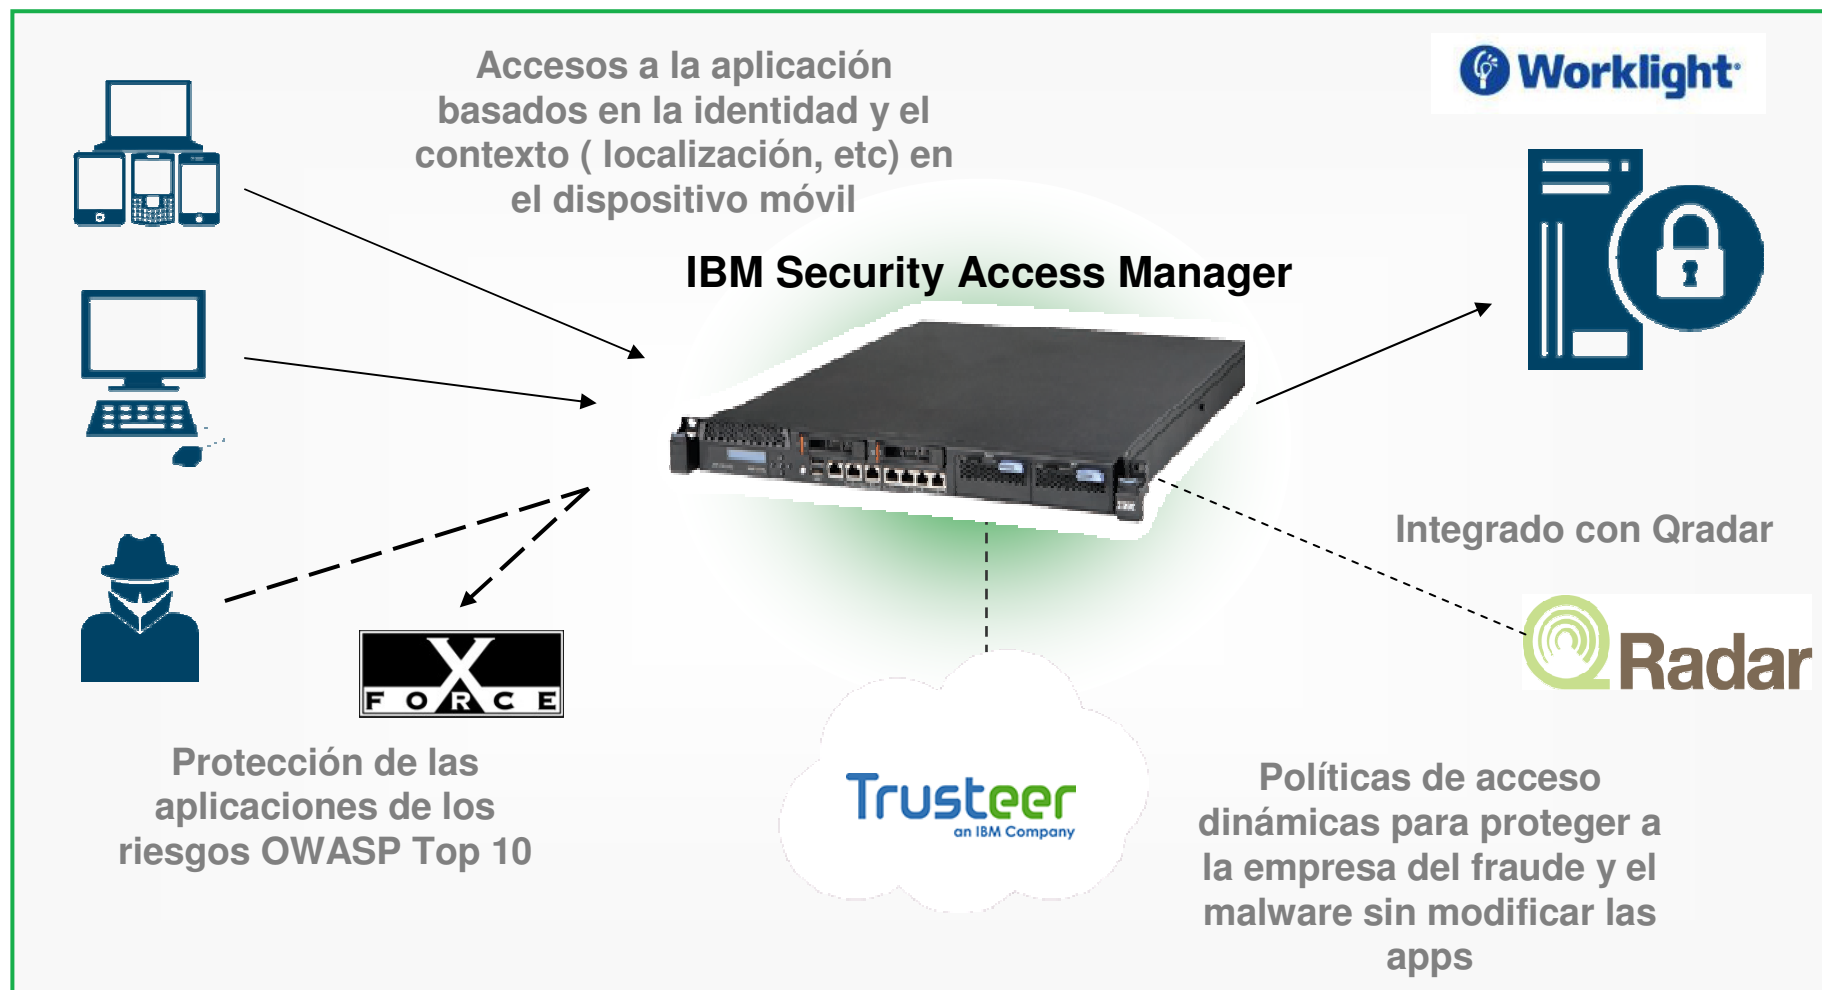 Accesos a la aplicación
basados en la identidad y el
contexto ( localización, etc) en
el dispositivo móvil
Worklight
IBM Security Access Manager
Integrado con Qradar
QRadar
X
FORCE
Protección de las
aplicaciones de los
riesgos OWASP Top 10
Trusteer
an IBM Company
Políticas de acceso
dinámicas para proteger a
la empresa del fraude y el
malware sin modificar las
apps